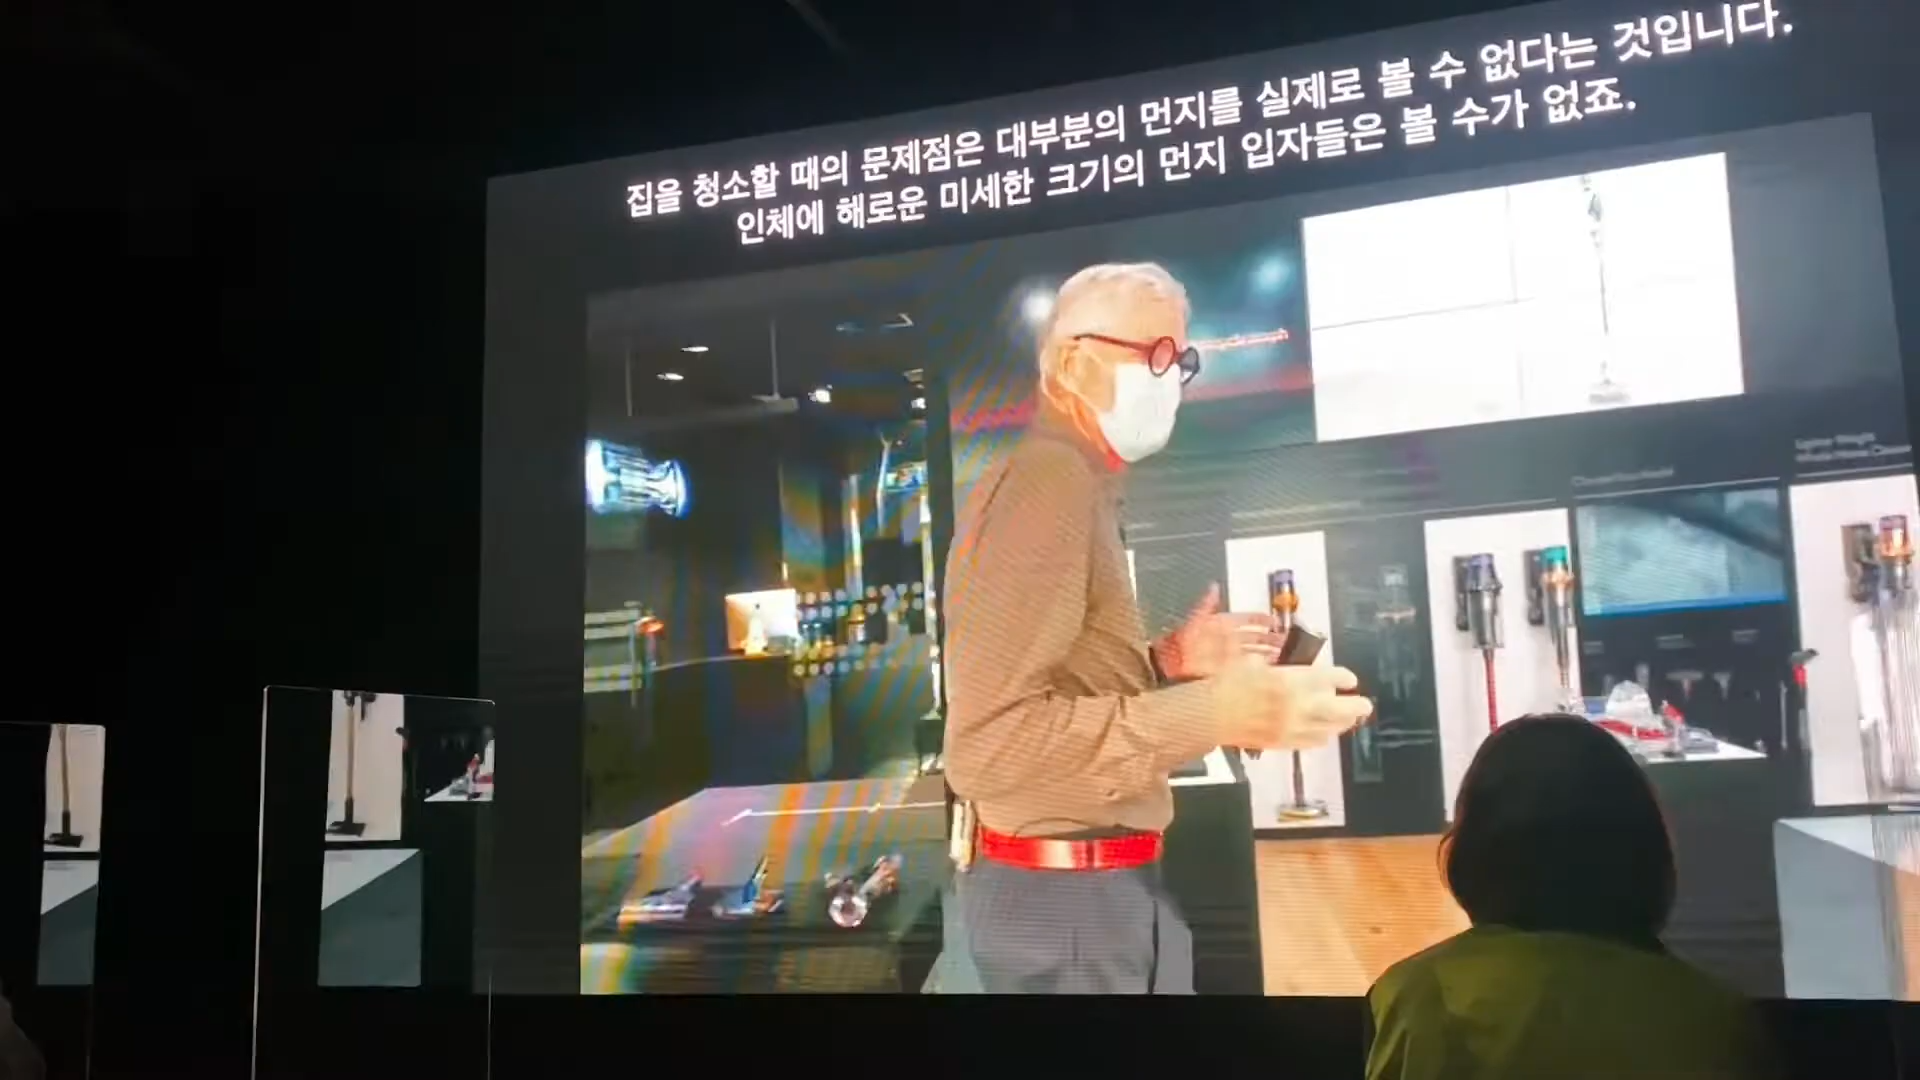 집을 청소할 때의 문제점은 대부분의 먼지를 실제로 볼 수 없다는 것입니다.
인체에 해로운 미세한 크기의 먼지 입자들은 볼 수가 없죠.